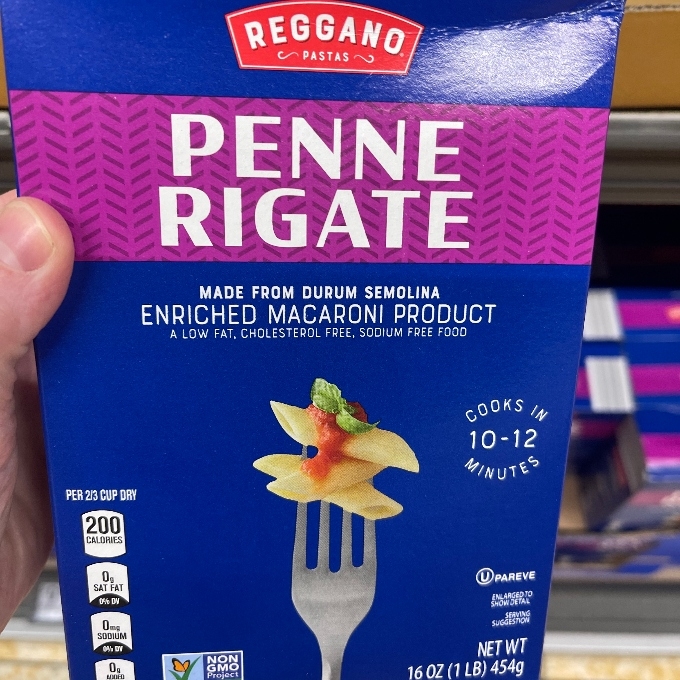 REGGANO
PASTAS
PENNE
RIGATE
MADE FROM DURUM SEMOLINA
ENRICHED MACARONI PRODUCT
A LOW FAT, CHOLESTEROL FREE, SODIUM FREE FOOD
COOKS IN
10-12
MINUTES
PER 2/3 CUP DRY
200
CALORIES
0g
SAT FAT
0% DV
0mg
SODIUM
0% DV
0g
ADDED
U PAREVE
ENLARGED TO
SHOW DETAIL
SERVING
SUGGESTION
NON
GMO
Project
NET WT
16 OZ (1 LB) 454g